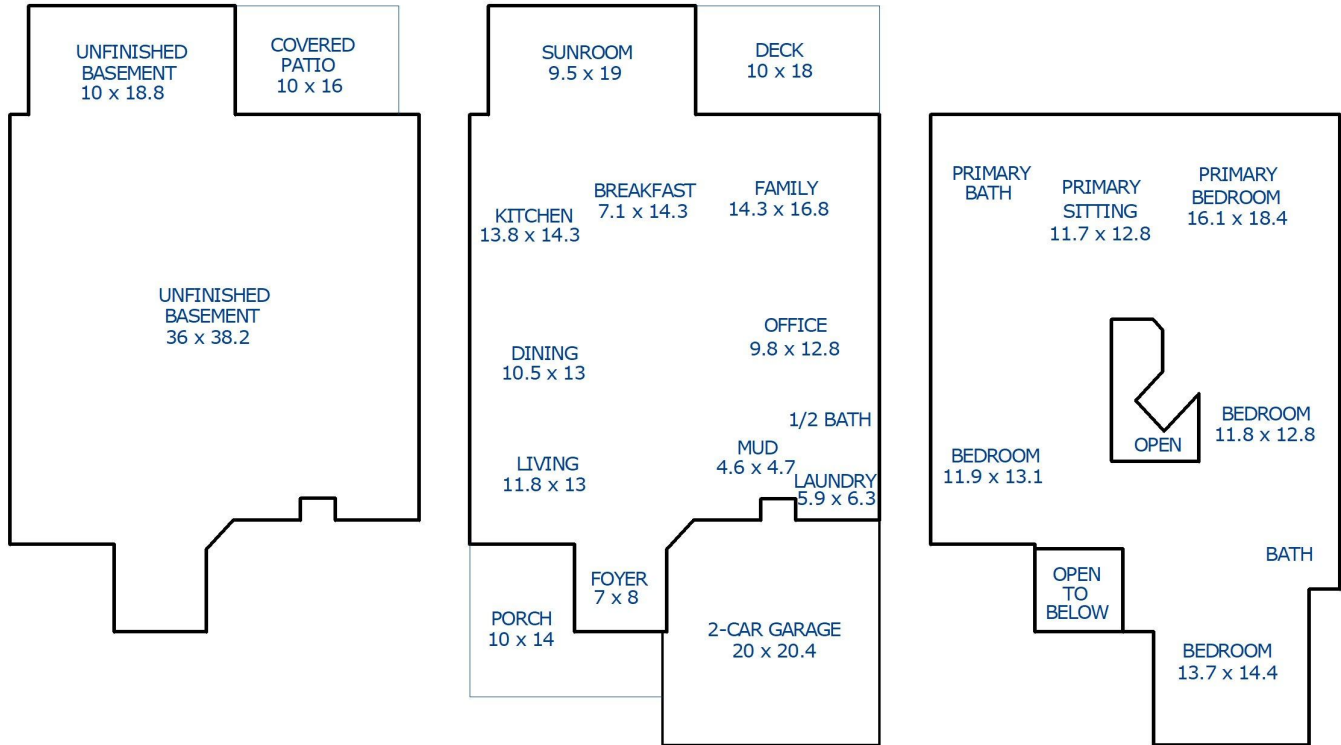 UNFINISHED
BASEMENT
10 x 18.8
COVERED
PATIO
10 x 16
UNFINISHED
BASEMENT
36 x 38.2
SUNROOM
9.5 x 19
DECK
10 x 18
BREAKFAST
7.1 x 14.3
FAMILY
14.3 x 16.8
KITCHEN
13.8 x 14.3
OFFICE
9.8 x 12.8
DINING
10.5 x 13
1/2 BATH
MUD
4.6 x 4.7
LIVING
11.8 x 13
LAUNDRY
5.9 x 6.3
FOYER
7 x 8
PORCH
10 x 14
2-CAR GARAGE
20 x 20.4
PRIMARY
BATH
PRIMARY
SITTING
11.7 x 12.8
PRIMARY
BEDROOM
16.1 x 18.4
OPEN
BEDROOM
11.8 x 12.8
BEDROOM
11.9 x 13.1
BATH
OPEN
TO
BELOW
BEDROOM
13.7 x 14.4